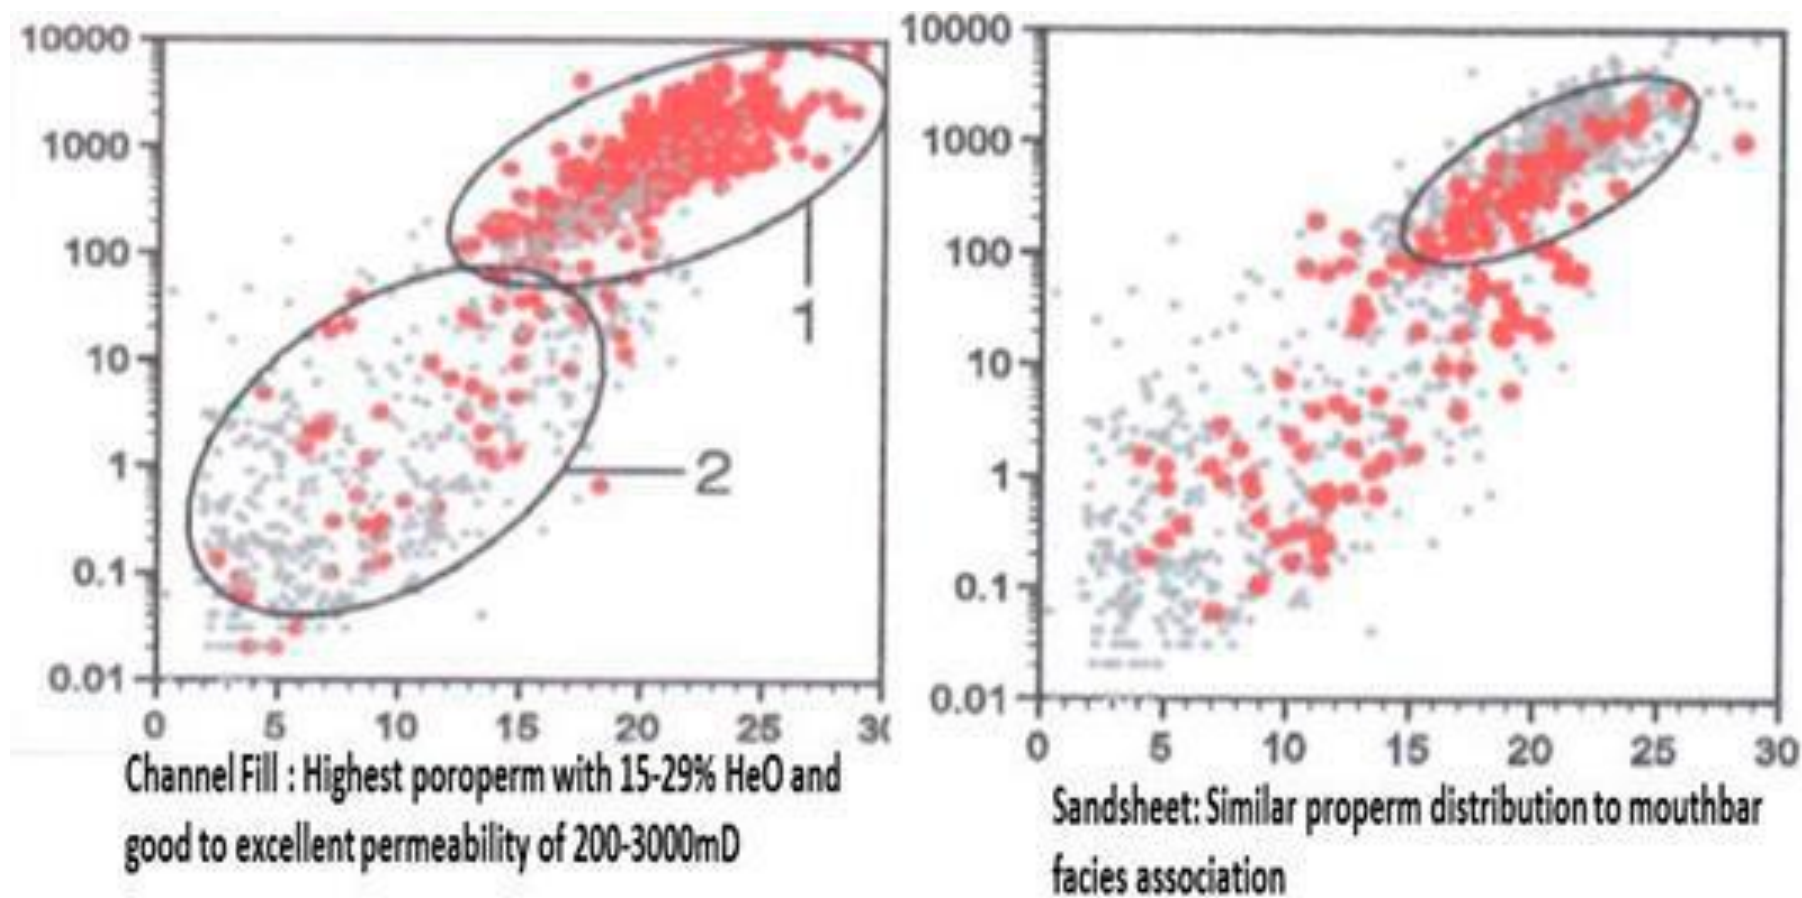 10000
1000
100
10
1
0.1
0.01
0 5 10 15 20 25 30
1
2
Channel Fill : Highest poroperm with 15-29% HeO and
good to excellent permeability of 200-3000mD
10000
1000
100
10
1
0.1
0.01
0 5 10 15 20 25 30
Sandsheet: Similar properm distribution to mouthbar
facies association